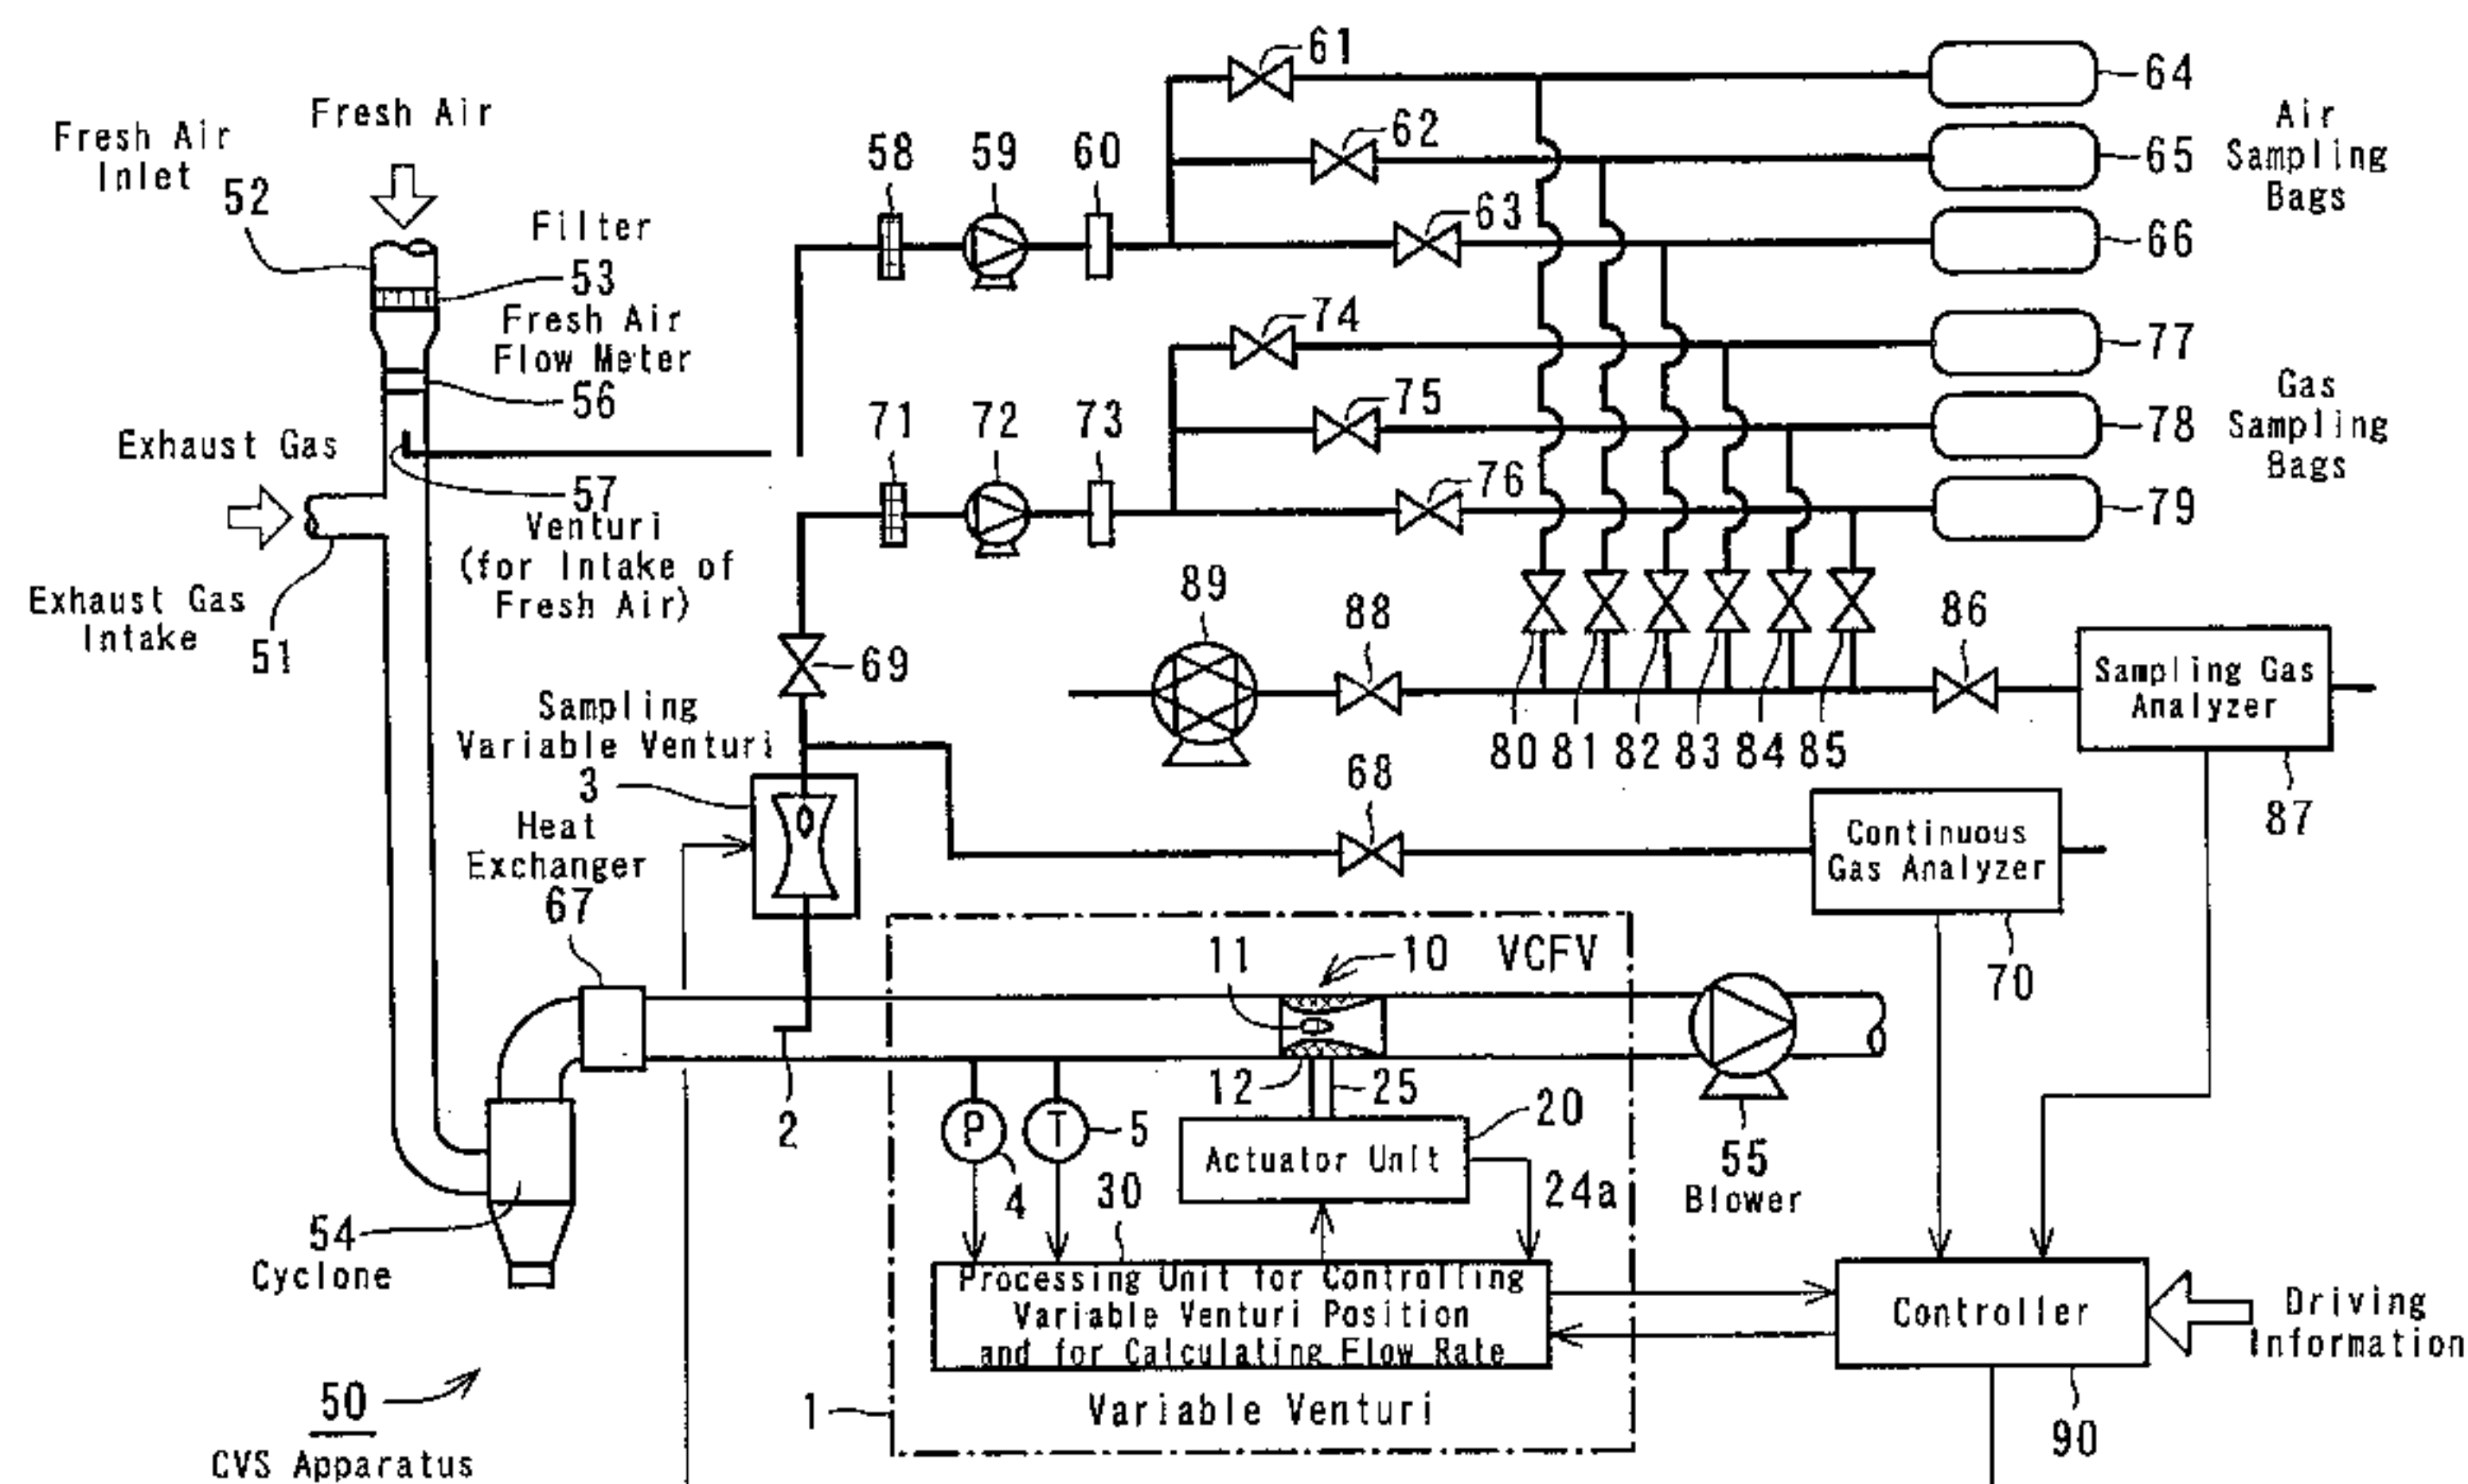 Fresh Air
Fresh Air
Inlet
52
Filter
53
Fresh Air
Flow Meter
56
Exhaust Gas
57
Venturi
(for Intake of
Fresh Air)
Exhaust Gas
Intake
51
58
59
60
61
62
63
64
65
66
Air
Sampling
Bags
71
72
73
74
75
76
77
78
79
Gas
Sampling
Bags
69
89
88
86
80
81
82
83
84
85
Sampling Gas
Analyzer
87
Sampling
Variable Venturi
3
68
Continuous
Gas Analyzer
70
Heat
Exchanger
67
2
11
10
VCFV
12
25
P
4
T
5
20
Actuator Unit
24a
30
55
Blower
54
Cyclone
Processing Unit for Controlling
Variable Venturi Position
and for Calculating Flow Rate
Controller
Driving
Information
90
1
Variable Venturi
50
CVS Apparatus